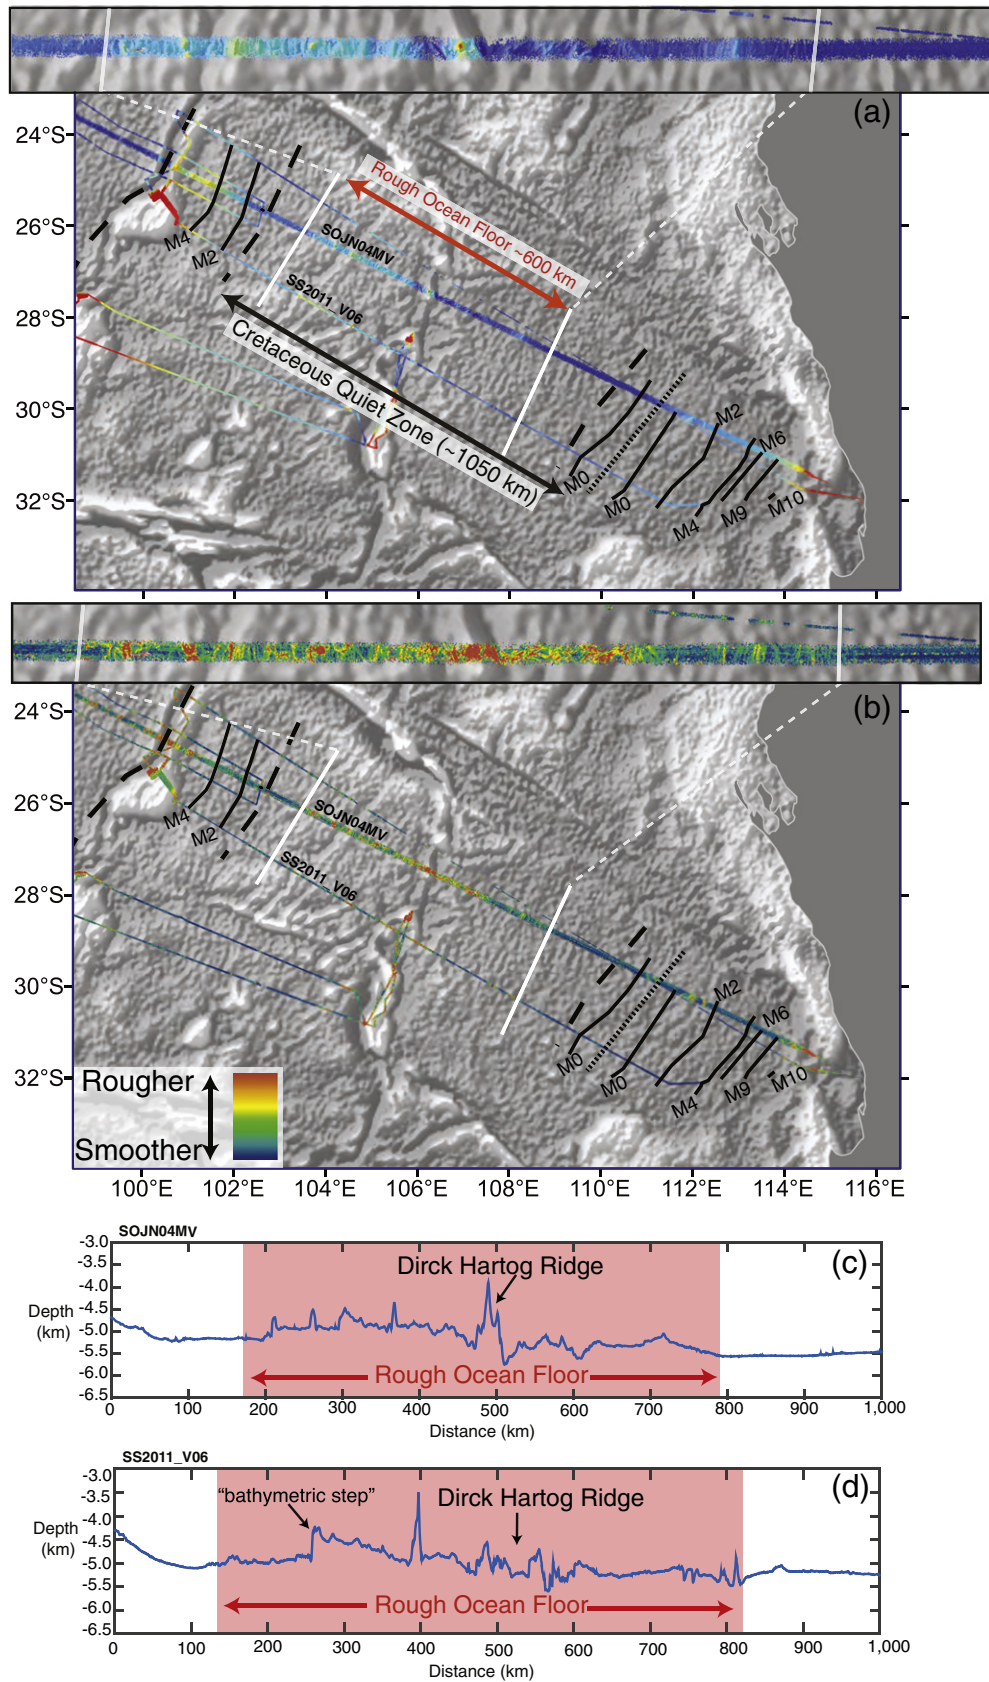 (a)
24°S
26°S
28°S
30°S
32°S
Rough Ocean Floor ~600 km
SOJN04MV
SS2011_V06
M4
M2
Cretaceous Quiet Zone (~1050 km)
M2
M6
M0
M0
M4
M9
M10
(b)
24°S
26°S
28°S
30°S
32°S
SOJN04MV
SS2011_V06
M4
M2
M2
M6
M0
M0
M4
M9
M10
Rougher
Smoother
100°E 102°E 104°E 106°E 108°E 110°E 112°E 114°E 116°E
SOJN04MV
(c)
-3.0
-3.5
-4.0
-4.5
-5.0
-5.5
-6.0
-6.5
Depth
(km)
Dirck Hartog Ridge
Rough Ocean Floor
0 100 200 300 400 500 600 700 800 900 1,000
Distance (km)
SS2011_V06
(d)
-3.0
-3.5
-4.0
-4.5
-5.0
-5.5
-6.0
-6.5
Depth
(km)
“bathymetric step”
Dirck Hartog Ridge
Rough Ocean Floor
0 100 200 300 400 500 600 700 800 900 1,000
Distance (km)